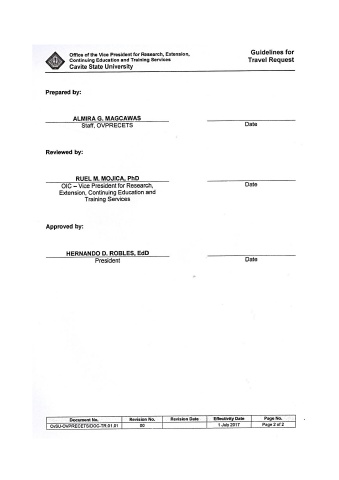 Office of the Vice President for Research, Extension,
Continuing Education and Training Services
Cavite State University
Guidelines for
Travel Request
Prepared by:
ALMIRA G. MAGCAWAS
Staff, OVPRECETS
Date
Reviewed by:
RUEL M. MOJICA, PhD
OIC – Vice President for Research,
Extension, Continuing Education and
Training Services
Date
Approved by:
HERNANDO D. ROBLES, EdD
President
Date
Document No. Revision No. Revision Date Effectivity Date Page No.
CvSU-OVPRECETS/DOC-TR.01.01 00 1 July 2017 Page 2 of 2